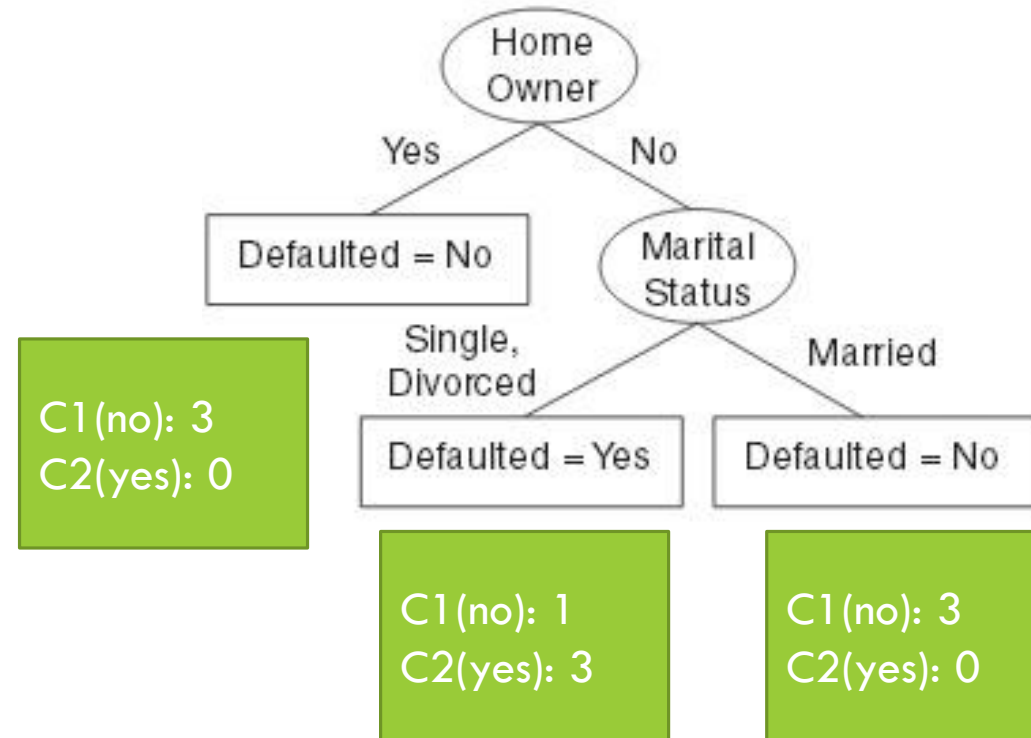 Home
Owner
Yes
No
Defaulted = No
Marital
Status
Single,
Divorced
Married
C1(no): 3
C2(yes): 0
Defaulted = Yes
Defaulted = No
C1(no): 1
C2(yes): 3
C1(no): 3
C2(yes): 0